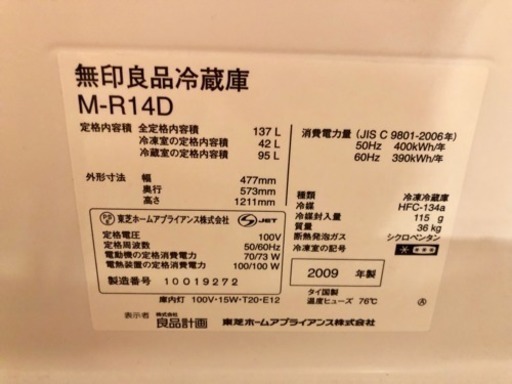 無印良品冷蔵庫
M-R14D
定格内容積 全定格内容積 137 L
冷凍室の定格内容積 42 L
冷蔵室の定格内容積 95 L
外形寸法 幅 477mm
奥行 573mm
高さ 1211mm
東芝ホームアプライアンス株式会社 JET
定格電圧 100V
定格周波数 50/60Hz
電動機の定格消費電力 70/73 W
電熱装置の定格消費電力 100/100 W
製造番号 10019272
消費電力量 (JIS C 9801-2006年)
50Hz 400kWh/年
60Hz 390kWh/年
種類 冷凍冷蔵庫
冷媒 HFC-134a
冷媒封入量 115 g
質量 36 kg
断熱発泡ガス シクロペンタン
冷凍室の記号 ＊***
2009 年製
タイ国製
温度ヒューズ 76℃ Ⓐ
庫内灯 100V・15W・T20・E12
表示者 株式会社 良品計画 東芝ホームアプライアンス株式会社